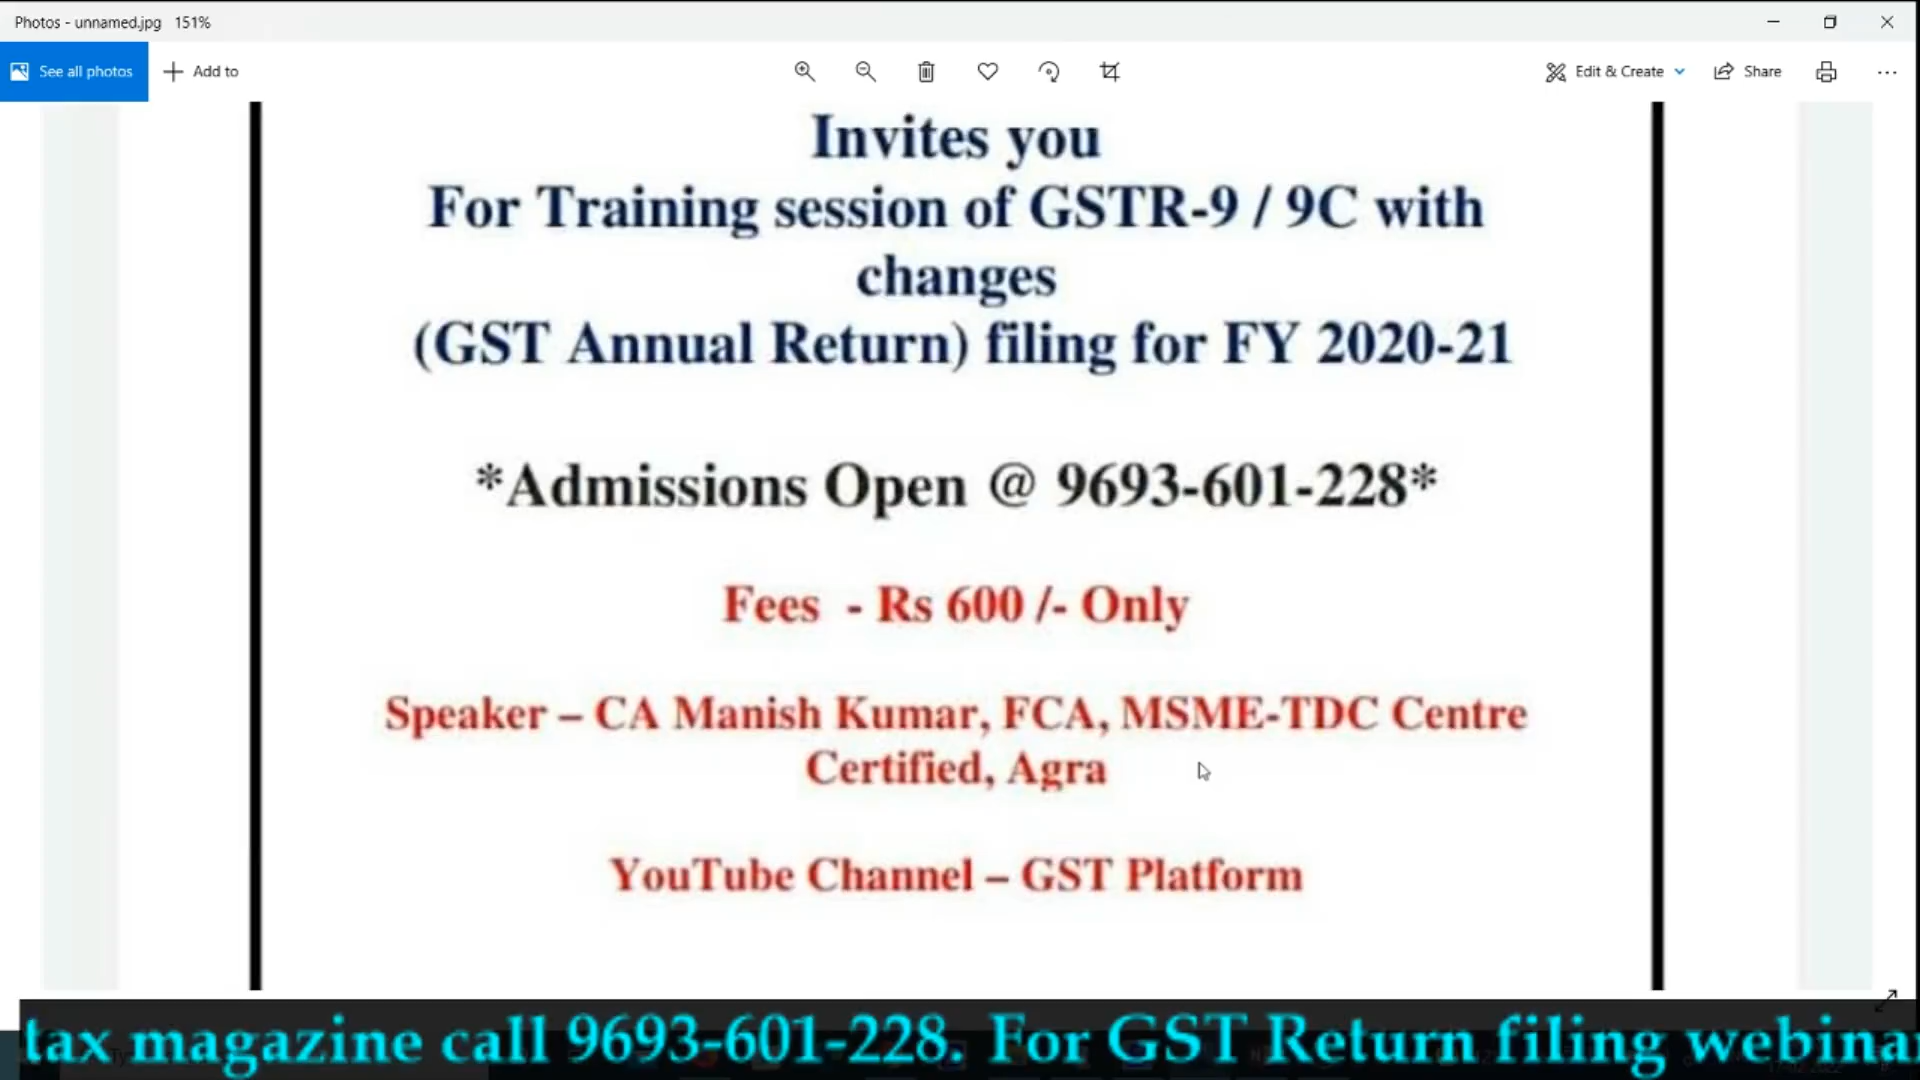 Photos - unnamed.jpg 151%
See all photos
Add to
Edit & Create
Share
Invites you
For Training session of GSTR-9 / 9C with
changes
(GST Annual Return) filing for FY 2020-21
*Admissions Open @ 9693-601-228*
Fees - Rs 600 /- Only
Speaker – CA Manish Kumar, FCA, MSME-TDC Centre
Certified, Agra
YouTube Channel – GST Platform
tax magazine call 9693-601-228. For GST Return filing webina